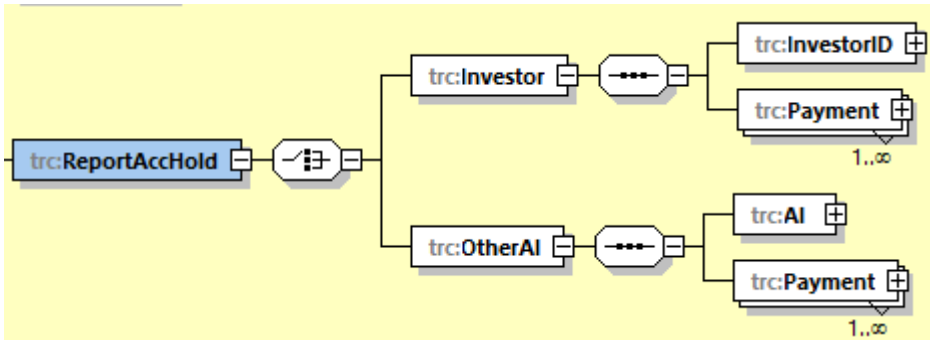 trc:InvestorID
trc:Investor
trc:Payment
1..∞
trc:ReportAccHold
trc:AI
trc:OtherAI
trc:Payment
1..∞